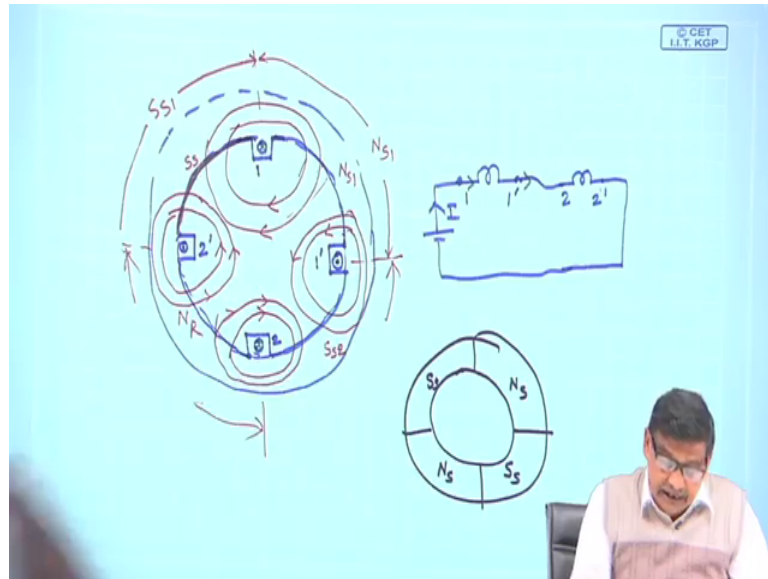 © CET
I.I.T. KGP
SS1
SS
1
NS1
NS1
2'
1'
NR
2
SS2
I
1
1'
2
2'
Ss
Ns
Ns
Ss